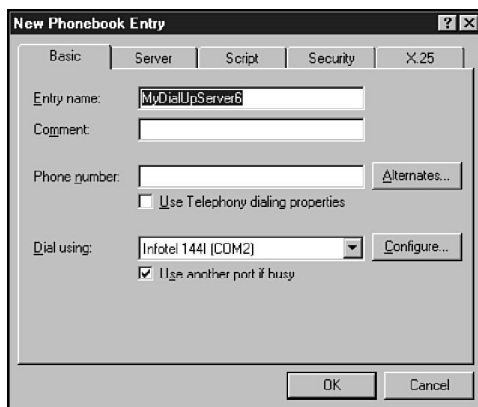 New Phonebook Entry
Basic Server Script Security X.25
Entry name: MyDialUpServer6
Comment:
Phone number: Alternates...
Use Telephony dialing properties
Dial using: Infotel 144I (COM2) Configure...
Use another port if busy
OK Cancel